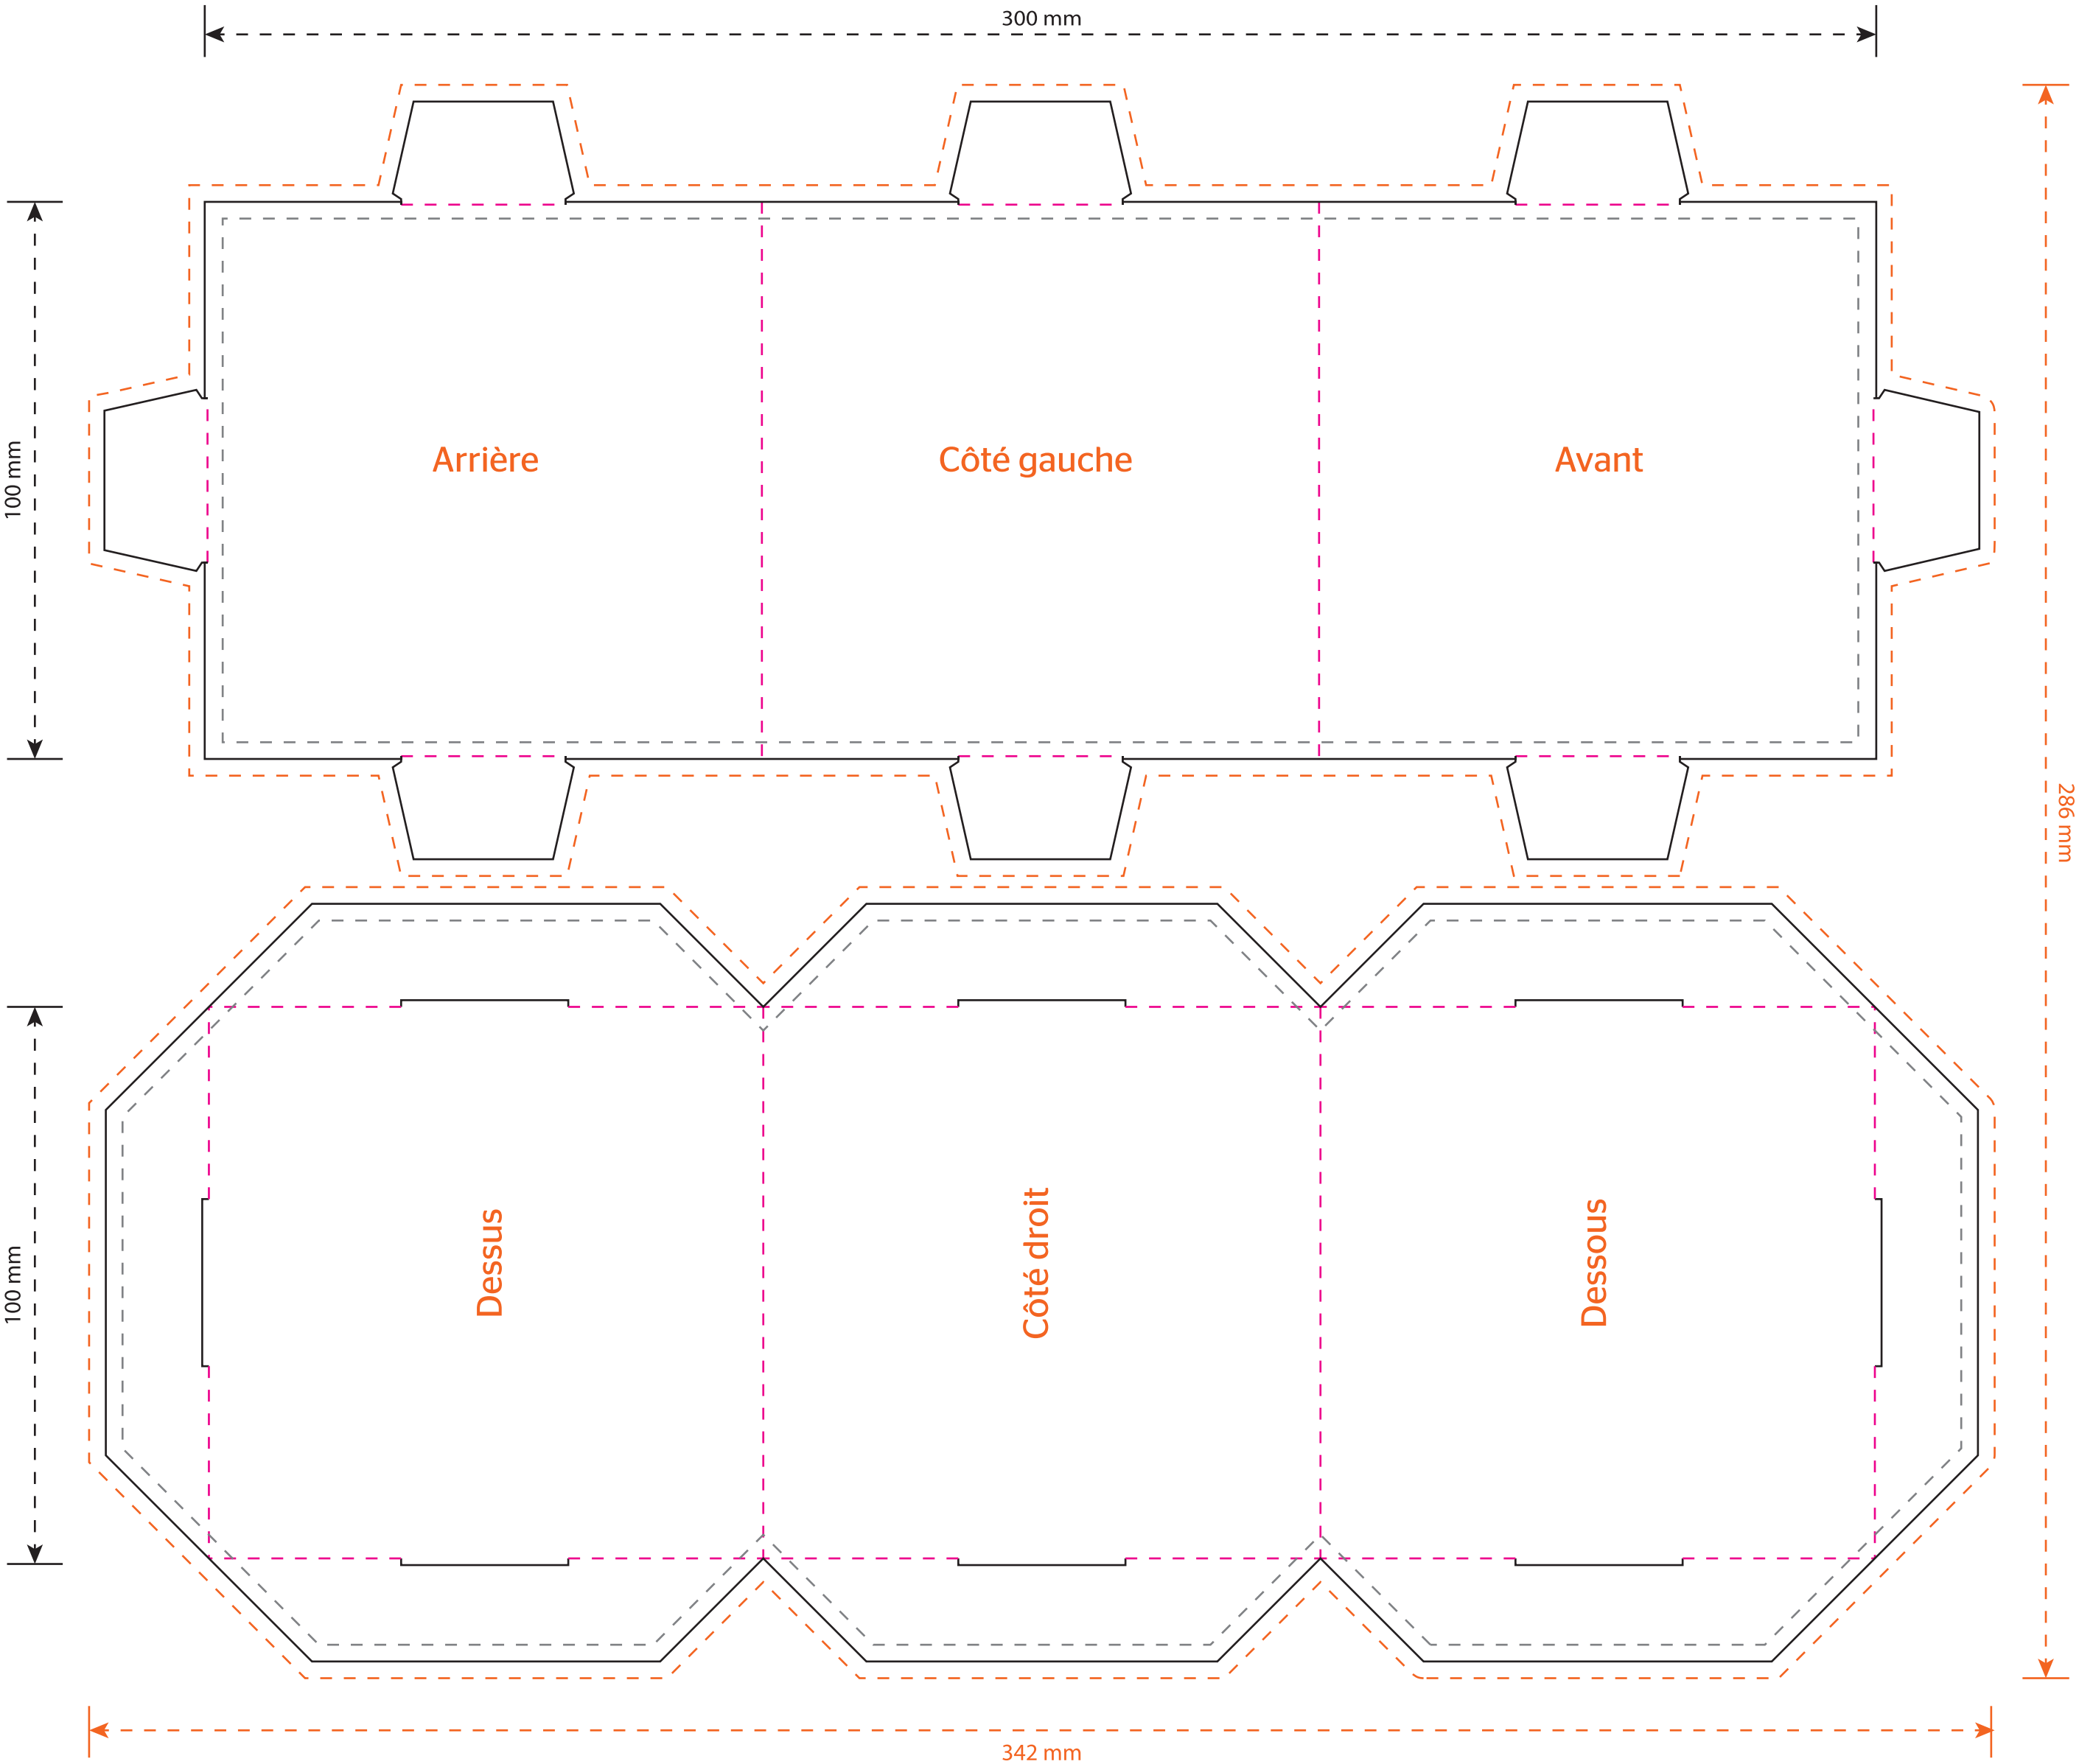 300 mm
100 mm
Arrière
Côté gauche
Avant
286 mm
100 mm
Dessus
Côté droit
Dessous
342 mm